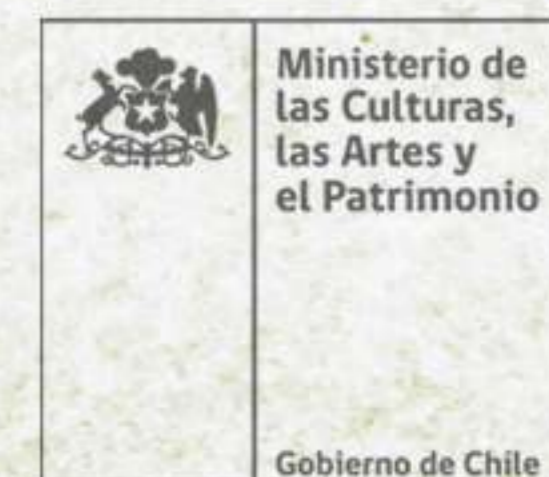 Ministerio de
las Culturas,
las Artes y
el Patrimonio
Gobierno de Chile